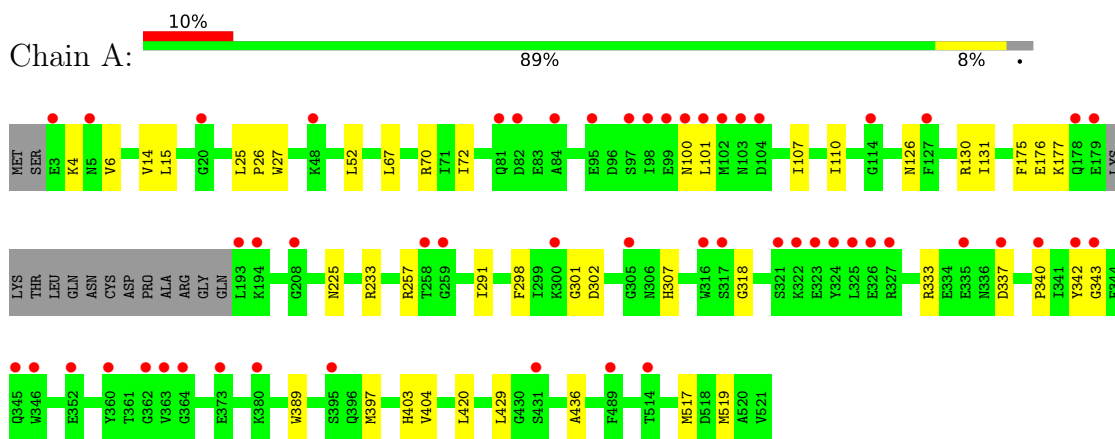 10%
Chain A:
89% 8% •
MET SER E3 K4 N5 V6 V14 L15 G20 L25 P26 W27 K48 L52 L67 R70 I71 I72 Q81 D82 E83 A84 E95 D96 S97 I98 E99 N100 L101 M102 N103 D104 I107 I110 G114 N126 F127 R130 I131 F175 E176 K177 Q178 E179 LYS
LYS THR LEU GLN ASN CYS ASP PRO ALA ARG GLY GLN L193 K194 G208 N225 R233 R257 T258 G259 I291 F298 I299 K300 G301 D302 G305 N306 H307 W316 S317 G318 S321 K322 E323 Y324 L325 E326 R327 R333 E334 E335 N336 D337 P340 I341 Y342 G343
Q345 W346 E352 Y360 T361 G362 V363 G364 E373 K380 W389 S395 Q396 M397 H403 V404 L420 L429 G430 S431 A436 F489 T514 M517 D518 M519 A520 V521